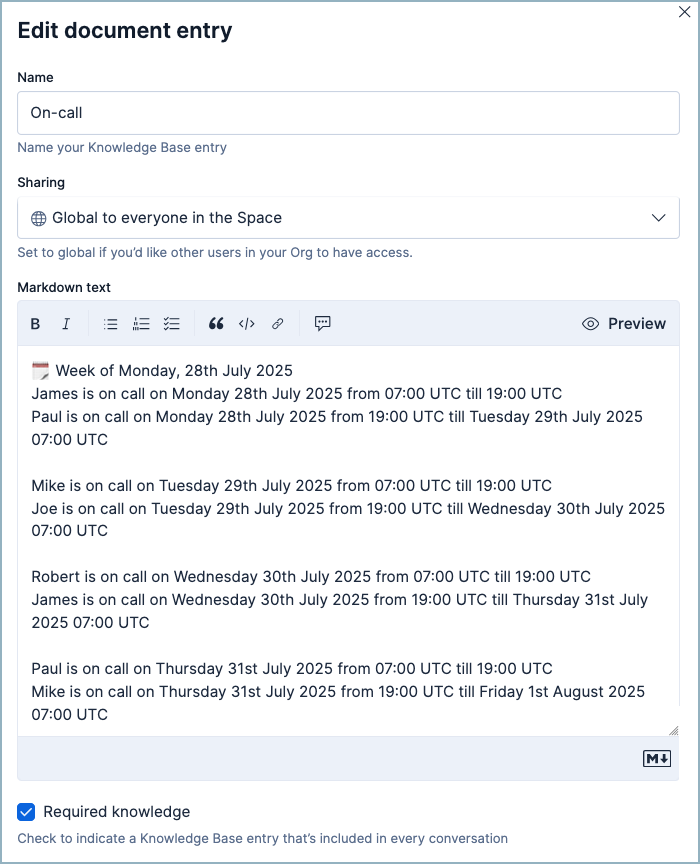 Edit document entry
Name
On-call
Name your Knowledge Base entry
Sharing
Global to everyone in the Space
Set to global if you’d like other users in your Org to have access.
Markdown text
B I Preview
🗓️ Week of Monday, 28th July 2025
James is on call on Monday 28th July 2025 from 07:00 UTC till 19:00 UTC
Paul is on call on Monday 28th July 2025 from 19:00 UTC till Tuesday 29th July 2025
07:00 UTC
Mike is on call on Tuesday 29th July 2025 from 07:00 UTC till 19:00 UTC
Joe is on call on Tuesday 29th July 2025 from 19:00 UTC till Wednesday 30th July 2025
07:00 UTC
Robert is on call on Wednesday 30th July 2025 from 07:00 UTC till 19:00 UTC
James is on call on Wednesday 30th July 2025 from 19:00 UTC till Thursday 31st July
2025 07:00 UTC
Paul is on call on Thursday 31st July 2025 from 07:00 UTC till 19:00 UTC
Mike is on call on Thursday 31st July 2025 from 19:00 UTC till Friday 1st August 2025
07:00 UTC
M↓
Required knowledge
Check to indicate a Knowledge Base entry that’s included in every conversation